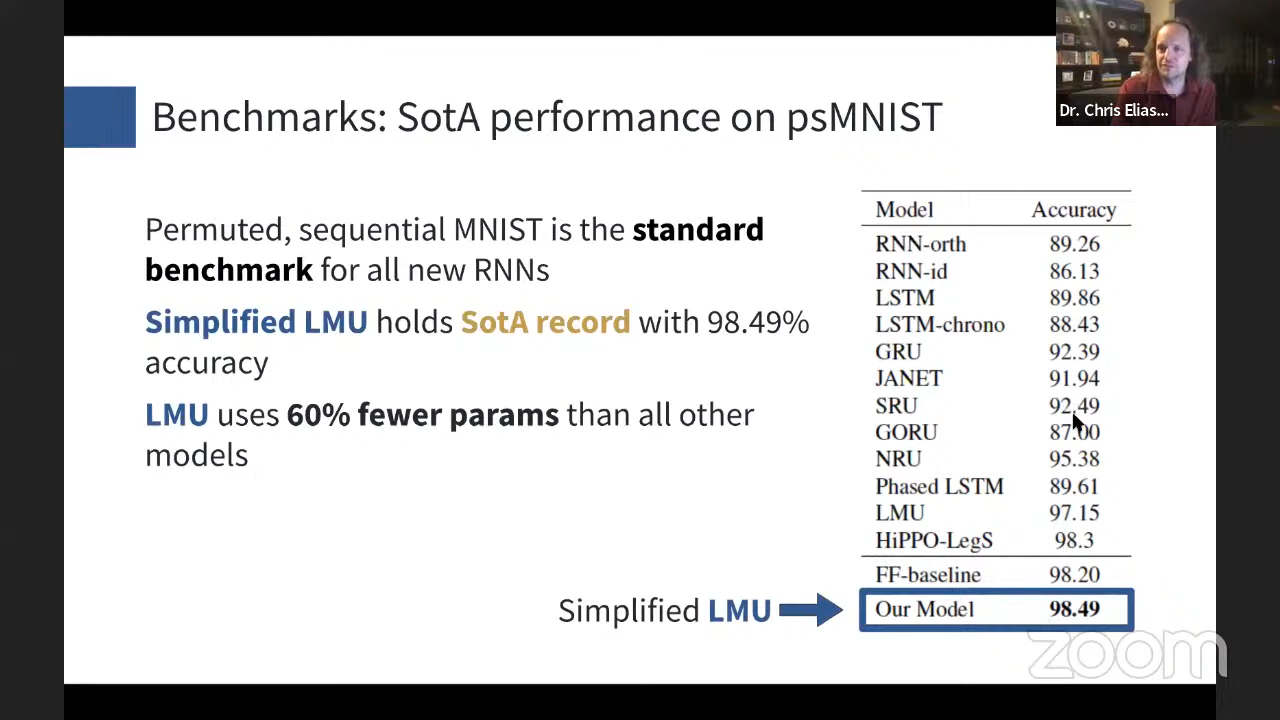 Dr. Chris Elias...
Benchmarks: SotA performance on psMNIST
Permuted, sequential MNIST is the standard
benchmark for all new RNNs
Simplified LMU holds SotA record with 98.49%
accuracy
LMU uses 60% fewer params than all other
models
Model Accuracy
RNN-orth 89.26
RNN-id 86.13
LSTM 89.86
LSTM-chrono 88.43
GRU 92.39
JANET 91.94
SRU 92.49
GORU 87.00
NRU 95.38
Phased LSTM 89.61
LMU 97.15
HiPPO-LegS 98.3
FF-baseline 98.20
Simplified LMU
Our Model 98.49
zoom